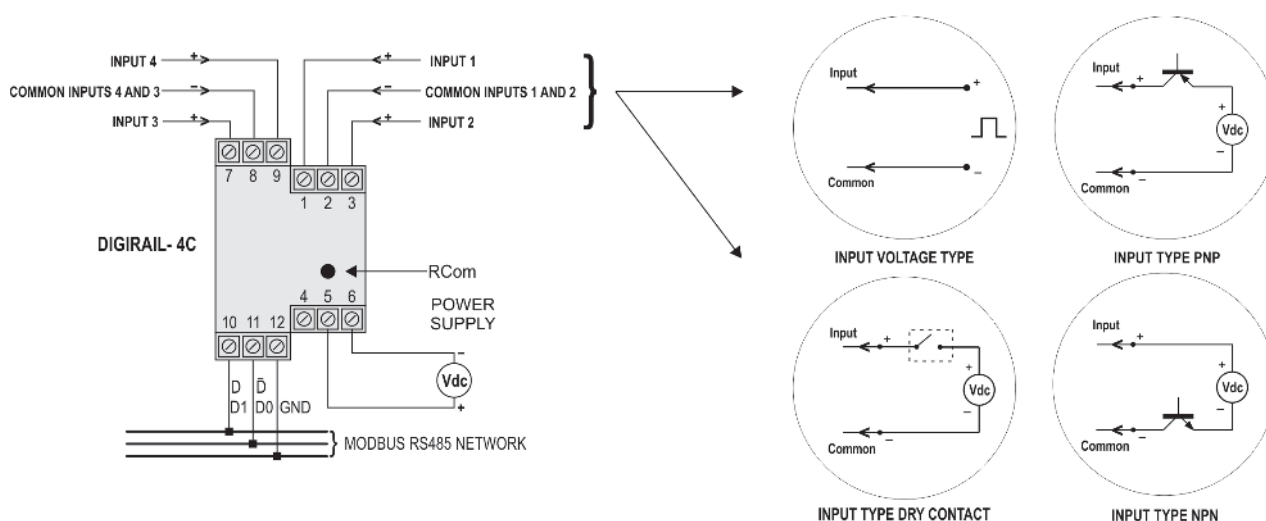 INPUT 4
+
COMMON INPUTS 4 AND 3
−
INPUT 3
+
+
INPUT 1
−
COMMON INPUTS 1 AND 2
+
INPUT 2
7 8 9
1 2 3
DIGIRAIL- 4C
RCom
4 5 6
10 11 12
POWER
SUPPLY
−
Vdc
+
D D̄
D1 D0 GND
MODBUS RS485 NETWORK
Input
+
−
Common
INPUT VOLTAGE TYPE
Input
+
+
Vdc
−
−
Common
INPUT TYPE PNP
Input
+
+
Vdc
−
−
Common
INPUT TYPE DRY CONTACT
Input
+
+
Vdc
−
−
Common
INPUT TYPE NPN